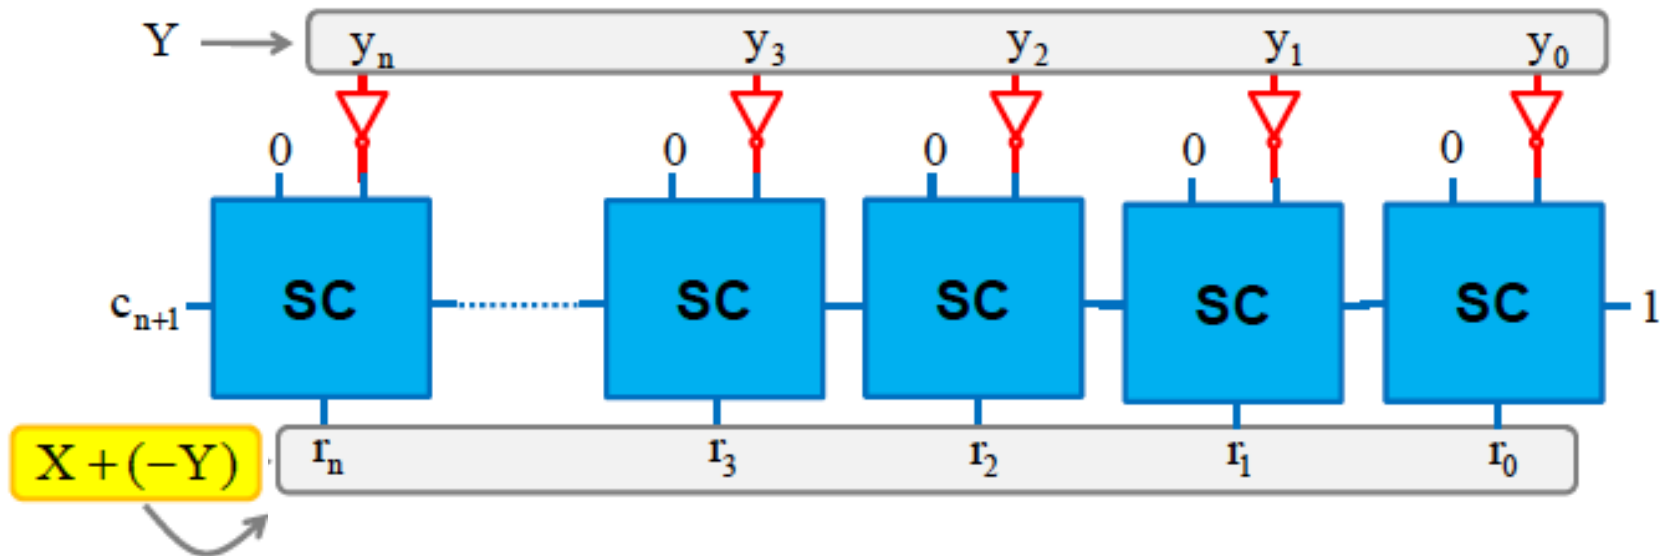 Y yₙ y₃ y₂ y₁ y₀
0 0 0 0 0
cₙ₊₁ SC SC SC SC SC 1
X + (−Y) rₙ r₃ r₂ r₁ r₀